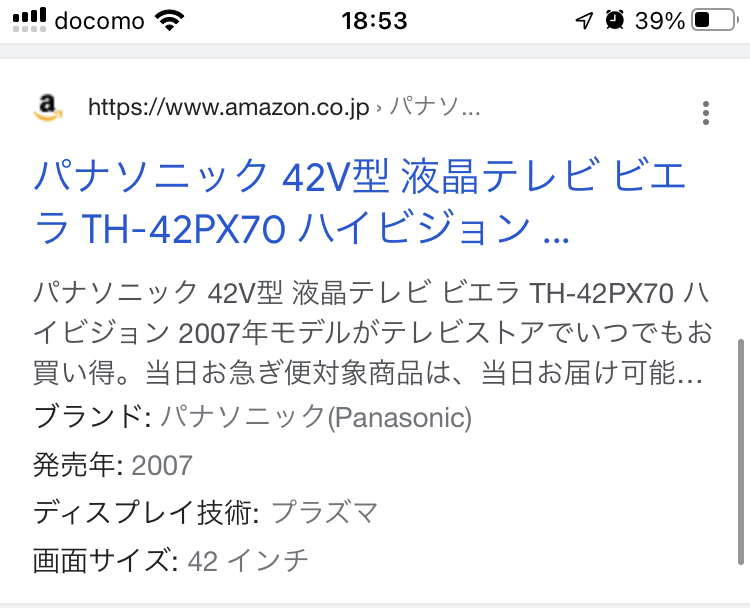 docomo 18:53 39%
https://www.amazon.co.jp › パナソ...
パナソニック 42V型 液晶テレビ ビエ
ラ TH-42PX70 ハイビジョン ...
パナソニック 42V型 液晶テレビ ビエラ TH-42PX70 ハ
イビジョン 2007年モデルがテレビストアでいつでもお
買い得。当日お急ぎ便対象商品は、当日お届け可能...
ブランド: パナソニック(Panasonic)
発売年: 2007
ディスプレイ技術: プラズマ
画面サイズ: 42 インチ